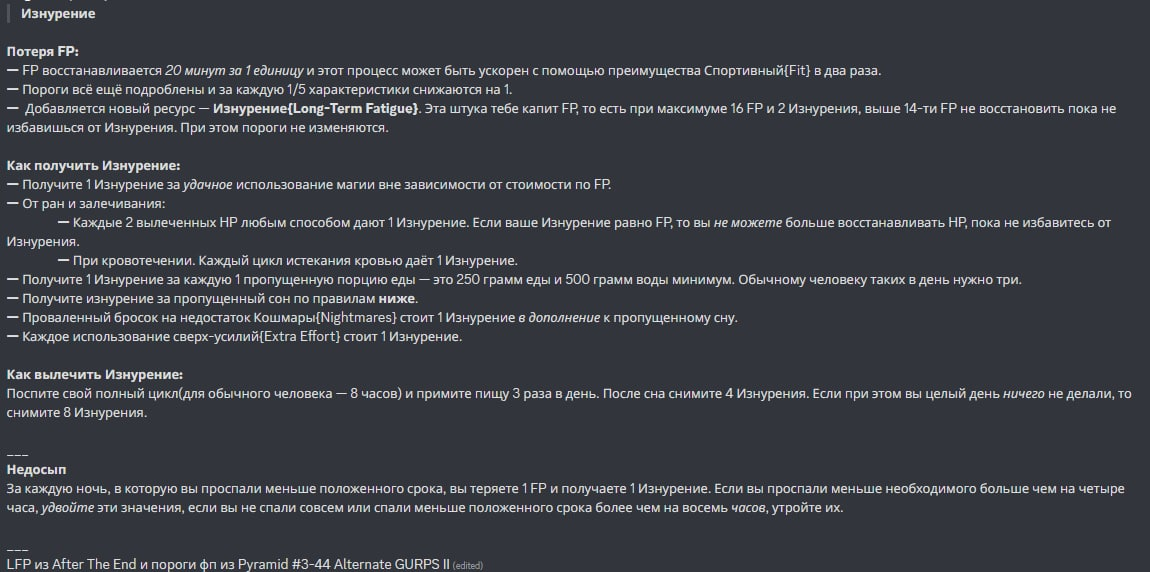 Изнурение
Потеря FP:
— FP восстанавливается 20 минут за 1 единицу и этот процесс может быть ускорен с помощью преимущества Спортивный{Fit} в два раза.
— Пороги всё ещё подроблены и за каждую 1/5 характеристики снижаются на 1.
— Добавляется новый ресурс — Изнурение{Long-Term Fatigue}. Эта штука тебе капит FP, то есть при максимуме 16 FP и 2 Изнурения, выше 14-ти FP не восстановить пока не
избавишься от Изнурения. При этом пороги не изменяются.
Как получить Изнурение:
— Получите 1 Изнурение за удачное использование магии вне зависимости от стоимости по FP.
— От ран и залечивания:
— Каждые 2 вылеченных HP любым способом дают 1 Изнурение. Если ваше Изнурение равно FP, то вы не можете больше восстанавливать HP, пока не избавитесь от
Изнурения.
— При кровотечении. Каждый цикл истекания кровью даёт 1 Изнурение.
— Получите 1 Изнурение за каждую 1 пропущенную порцию еды — это 250 грамм еды и 500 грамм воды минимум. Обычному человеку таких в день нужно три.
— Получите изнурение за пропущенный сон по правилам ниже.
— Проваленный бросок на недостаток Кошмары{Nightmares} стоит 1 Изнурение в дополнение к пропущенному сну.
— Каждое использование сверх-усилий{Extra Effort} стоит 1 Изнурение.
Как вылечить Изнурение:
Поспите свой полный цикл(для обычного человека — 8 часов) и примите пищу 3 раза в день. После сна снимите 4 Изнурения. Если при этом вы целый день ничего не делали, то
снимите 8 Изнурения.
___
Недосып
За каждую ночь, в которую вы проспали меньше положенного срока, вы теряете 1 FP и получаете 1 Изнурение. Если вы проспали меньше необходимого больше чем на четыре
часа, удвойте эти значения, если вы не спали совсем или спали меньше положенного срока более чем на восемь часов, утройте их.
___
LFP из After The End и пороги фп из Pyramid #3-44 Alternate GURPS II (edited)